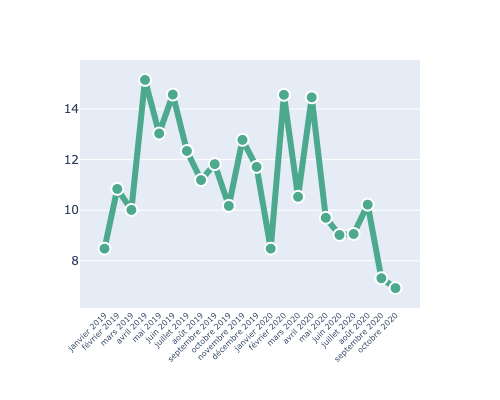 14
12
10
8
janvier 2019
février 2019
mars 2019
avril 2019
mai 2019
juin 2019
juillet 2019
août 2019
septembre 2019
octobre 2019
novembre 2019
décembre 2019
janvier 2020
février 2020
mars 2020
avril 2020
mai 2020
juin 2020
juillet 2020
août 2020
septembre 2020
octobre 2020